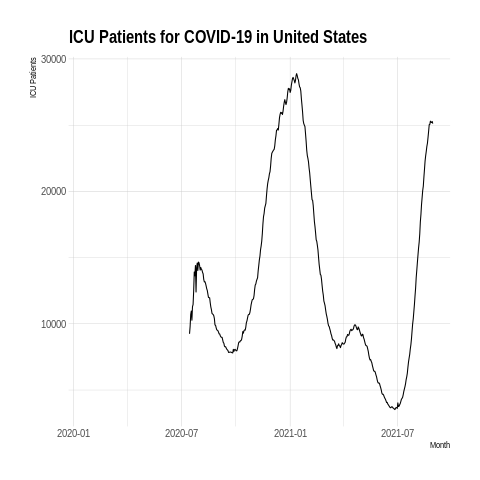 ICU Patients for COVID-19 in United States
ICU Patients
30000
20000
10000
2020-01 2020-07 2021-01 2021-07
Month